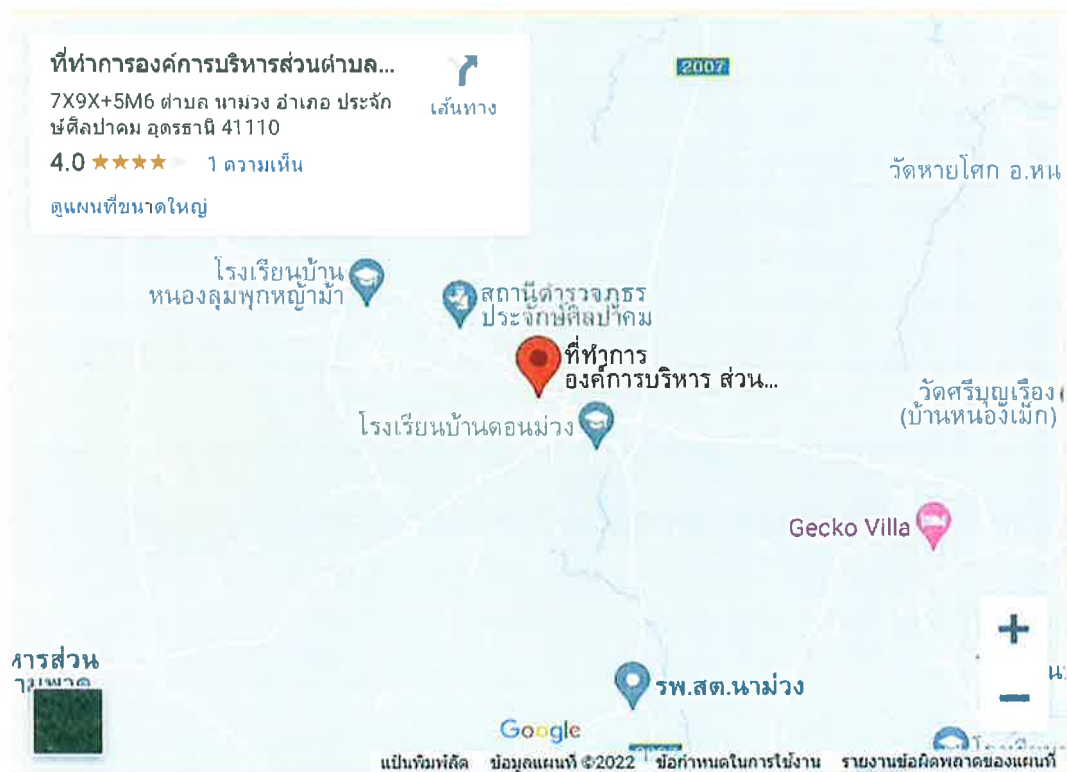 ที่ทำการองค์การบริหารส่วนตำบล...
7X9X+5M6 ตำบล นาม่วง อำเภอ ประจัก
ษ์ศิลปาคม อุดรธานี 41110
4.0
1 ความเห็น
ดูแผนที่ขนาดใหญ่
เส้นทาง
2007
วัดหายโศก อ.หน
โรงเรียนบ้าน
หนองลุมพุกหญ้าม้า
สถานีตำรวจภูธร
ประจักษ์ศิลปาคม
ที่ทำการ
องค์การบริหาร ส่วน...
วัดศรีบุญเรือง
(บ้านหนองเม็ก)
โรงเรียนบ้านดอนม่วง
Gecko Villa
+
หารส่วน
รพ.สต.นาม่วง
−
Google
แป้นพิมพ์ลัด ข้อมูลแผนที่ ©2022 ข้อกำหนดในการใช้งาน รายงานข้อผิดพลาดของแผนที่